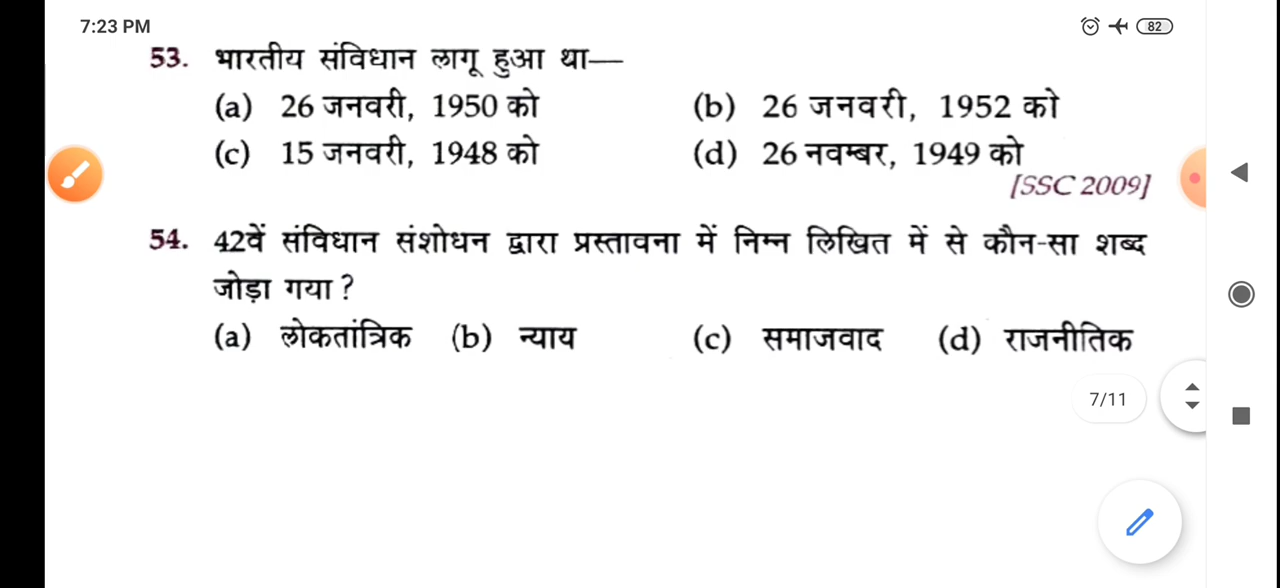 7:23 PM
82
53. भारतीय संविधान लागू हुआ था—
(a) 26 जनवरी, 1950 को (b) 26 जनवरी, 1952 को
(c) 15 जनवरी, 1948 को (d) 26 नवम्बर, 1949 को
[SSC 2009]
54. 42वें संविधान संशोधन द्वारा प्रस्तावना में निम्न लिखित में से कौन-सा शब्द
जोड़ा गया ?
(a) लोकतांत्रिक (b) न्याय (c) समाजवाद (d) राजनीतिक
7/11